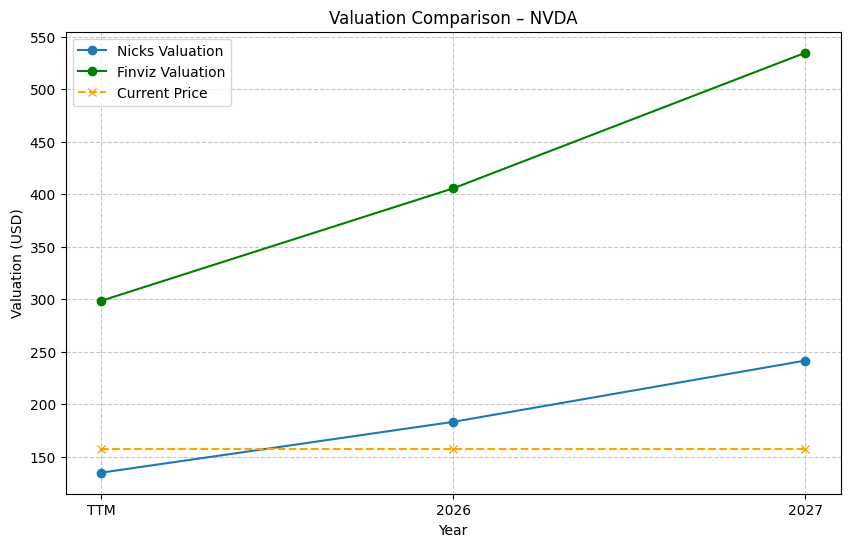 Valuation Comparison – NVDA
Nicks Valuation
Finviz Valuation
Current Price
Valuation (USD)
550
500
450
400
350
300
250
200
150
TTM
2026
2027
Year